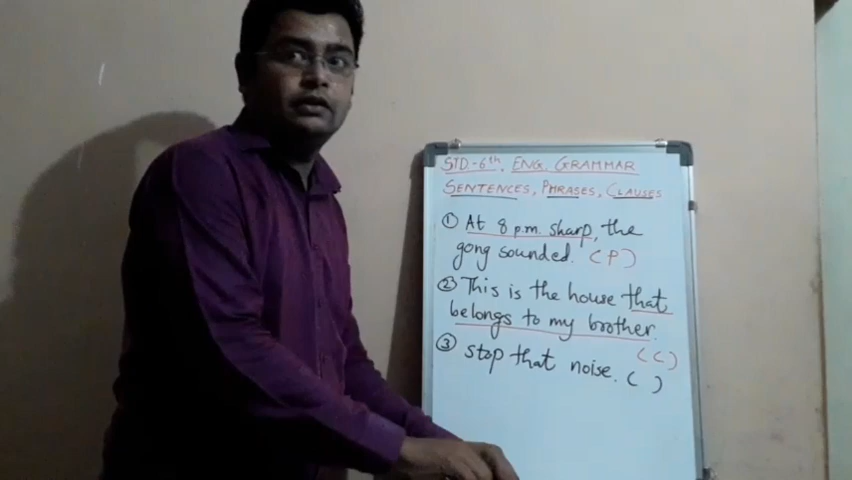 STD.-6th. ENG. GRAMMAR
SENTENCES, PHRASES, CLAUSES
① At 8 p.m. sharp, the
gong sounded. (P)
② This is the house that
belongs to my brother.
(C)
③ stop that noise. ( )